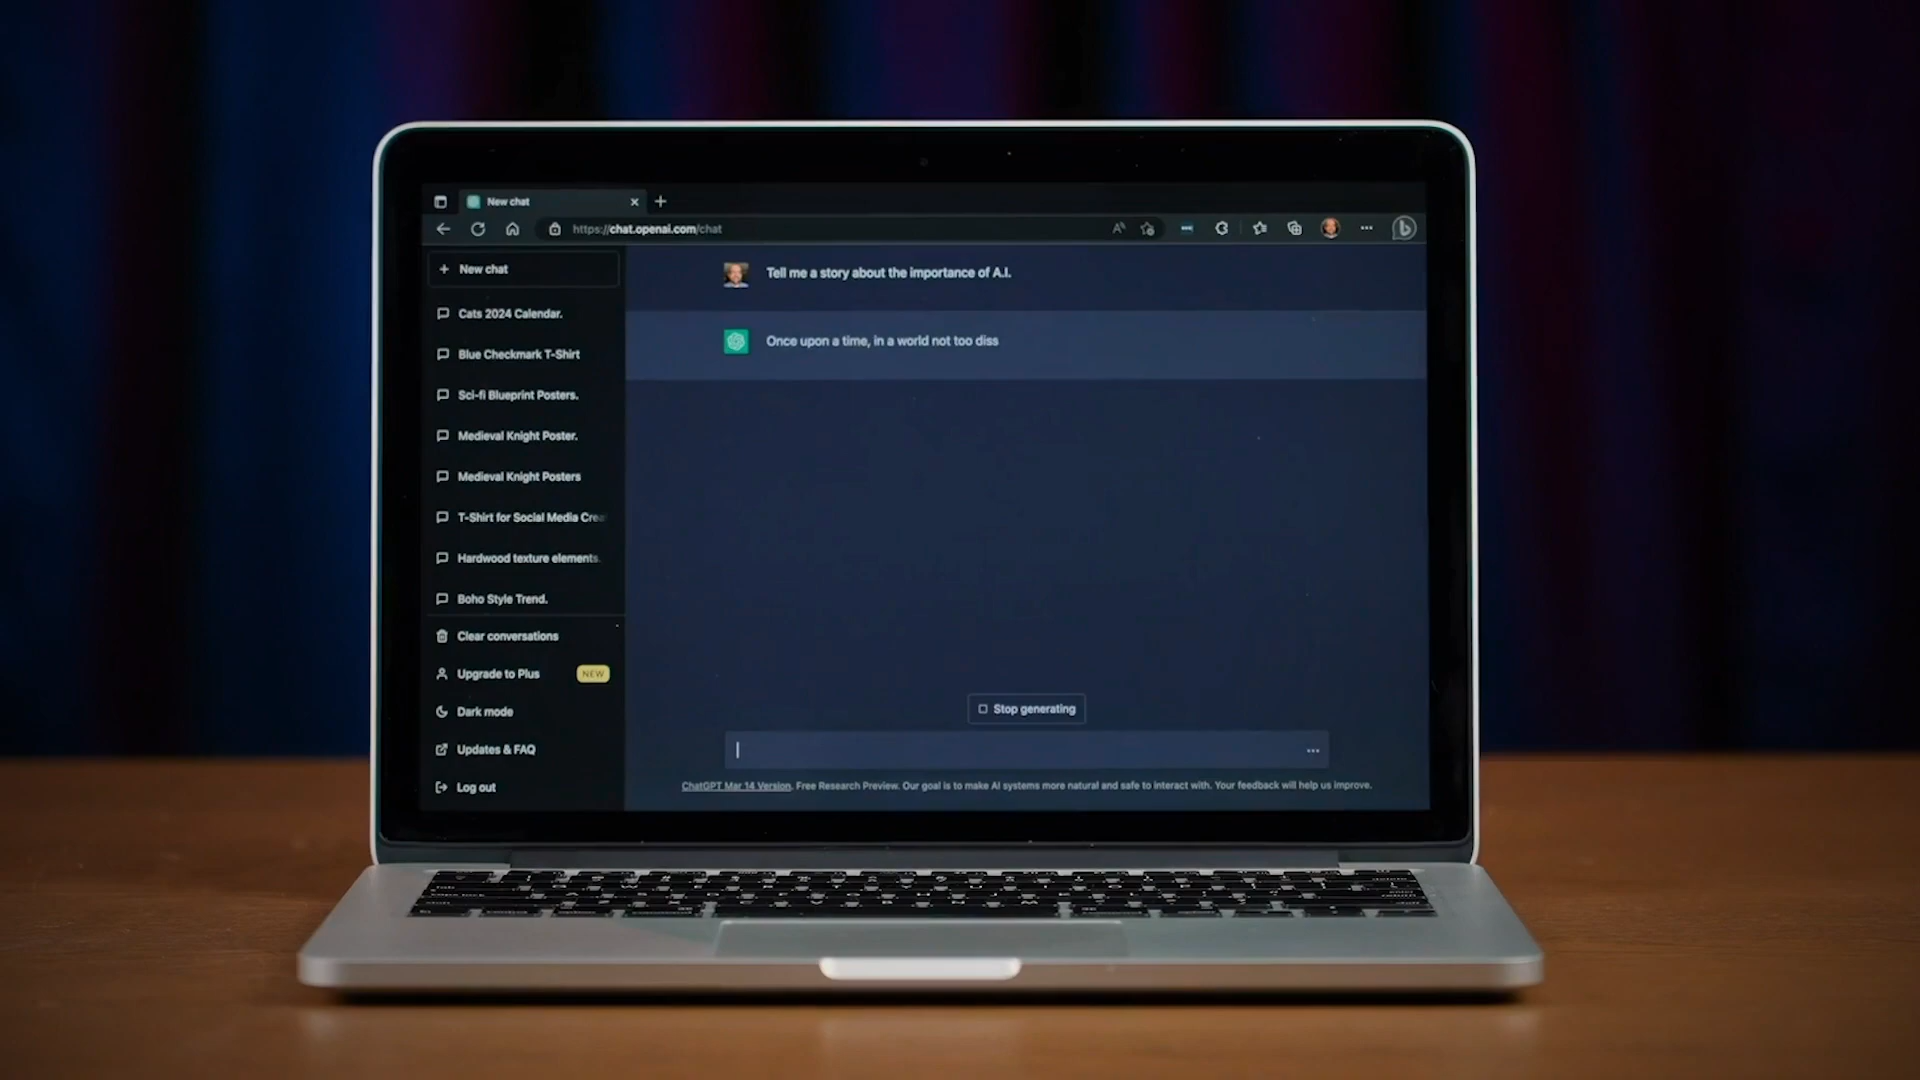 New chat
https://chat.openai.com/chat
New chat
Tell me a story about the importance of A.I.
Once upon a time, in a world not too diss
Cats 2024 Calendar.
Blue Checkmark T-Shirt
Sci-fi Blueprint Posters.
Medieval Knight Poster.
Medieval Knight Posters
T-Shirt for Social Media Crea
Hardwood texture elements.
Boho Style Trend.
Clear conversations
Upgrade to Plus NEW
Dark mode
Updates & FAQ
Log out
Stop generating
ChatGPT Mar 14 Version. Free Research Preview. Our goal is to make AI systems more natural and safe to interact with. Your feedback will help us improve.